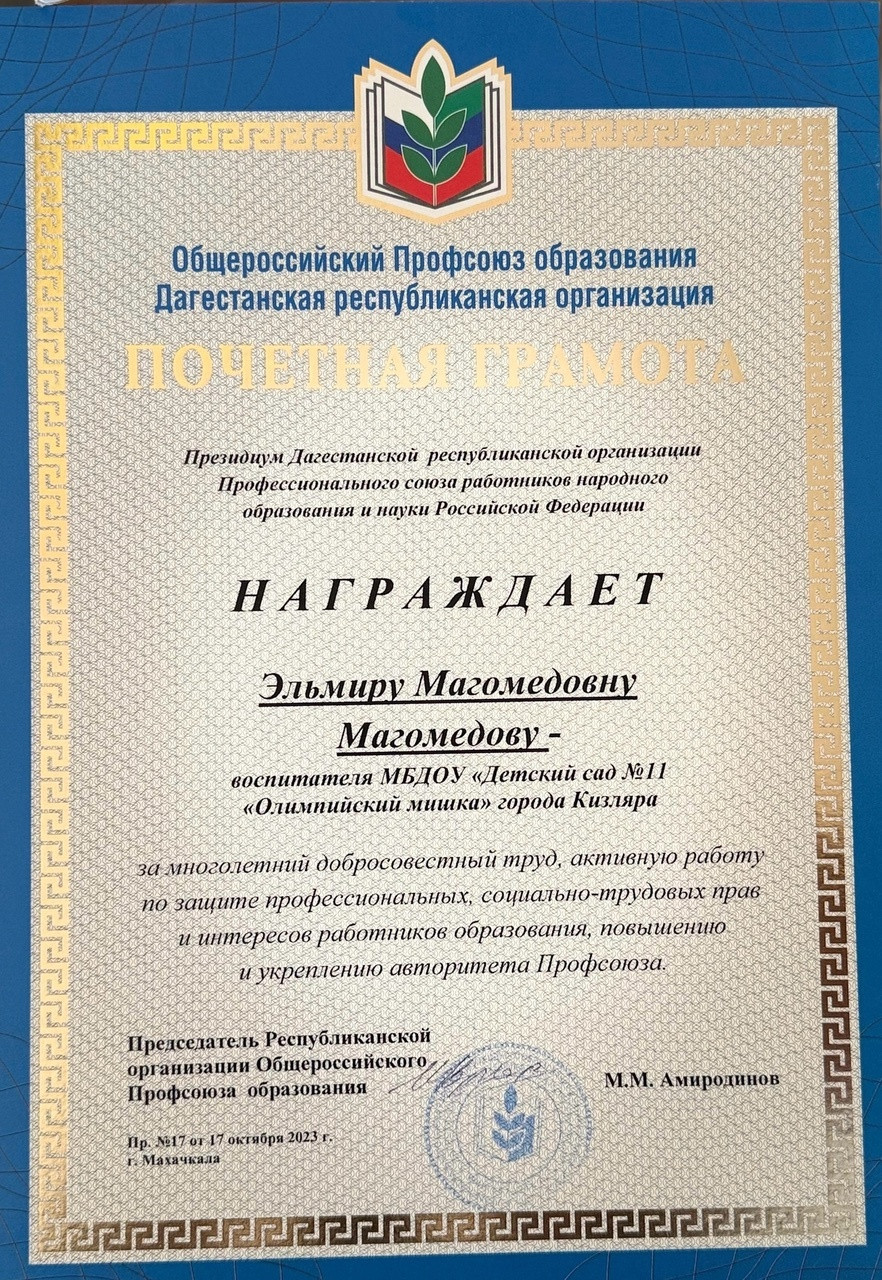 Общероссийский Профсоюз образования
Дагестанская республиканская организация
ПОЧЕТНАЯ ГРАМОТА
Президиум Дагестанской республиканской организации
Профессионального союза работников народного
образования и науки Российской Федерации
НАГРАЖДАЕТ
Эльмиру Магомедовну
Магомедову -
воспитателя МБДОУ «Детский сад №11
«Олимпийский мишка» города Кизляра
за многолетний добросовестный труд, активную работу
по защите профессиональных, социально-трудовых прав
и интересов работников образования, повышению
и укреплению авторитета Профсоюза.
Председатель Республиканской
организации Общероссийского
Профсоюза образования
М.М. Амиродинов
Пр. №17 от 17 октября 2023 г.
г. Махачкала